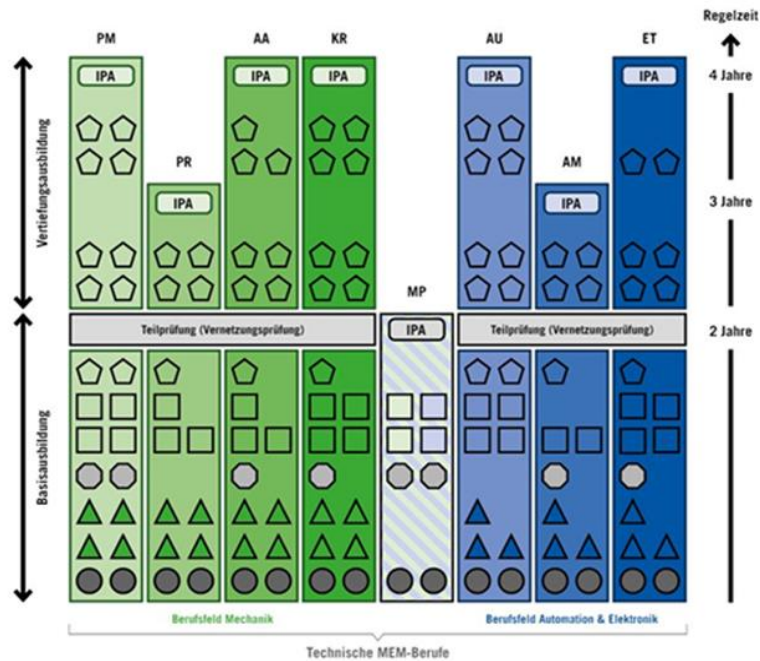 Regelzeit
PM
AA
KR
AU
ET
IPA
IPA
IPA
IPA
IPA
4 Jahre
Vertiefungsausbildung
PR
AM
IPA
IPA
3 Jahre
MP
Teilprüfung (Vernetzungsprüfung)
IPA
Teilprüfung (Vernetzungsprüfung)
2 Jahre
Basisausbildung
Berufsfeld Mechanik
Berufsfeld Automation & Elektronik
Technische MEM-Berufe